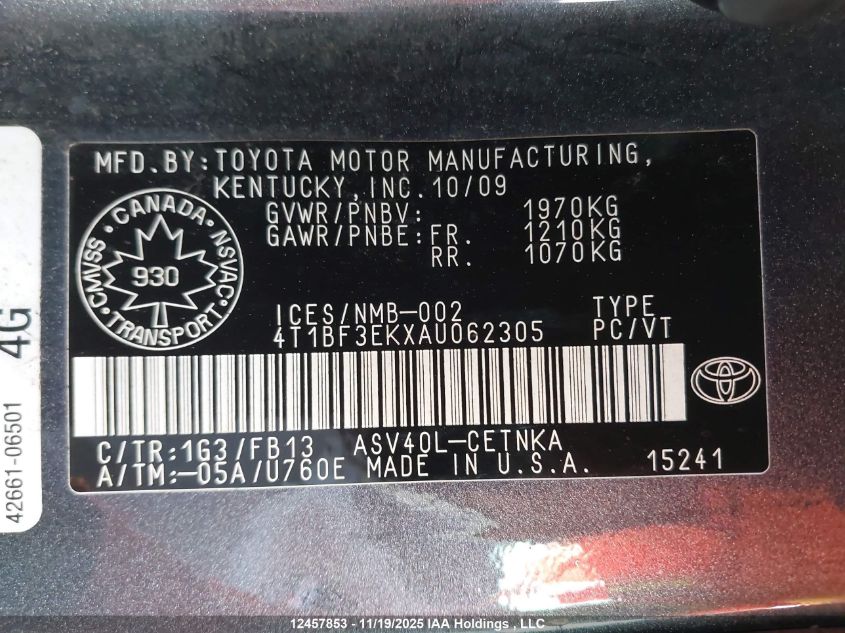 MFD.BY:TOYOTA MOTOR MANUFACTURING,
KENTUCKY,INC.10/09
GVWR/PNBV: 1970KG
GAWR/PNBE:FR. 1210KG
RR. 1070KG
CANADA
CMVSS 930 NSVAC
TRANSPORT
ICES/NMB-002 TYPE
4T1BF3EKXAU062305 PC/VT
C/TR:1G3/FB13 ASV40L-CETNKA
A/TM:-05A/U760E MADE IN U.S.A. 15241
4G
42661-06501
12457853 - 11/19/2025 IAA Holdings , LLC